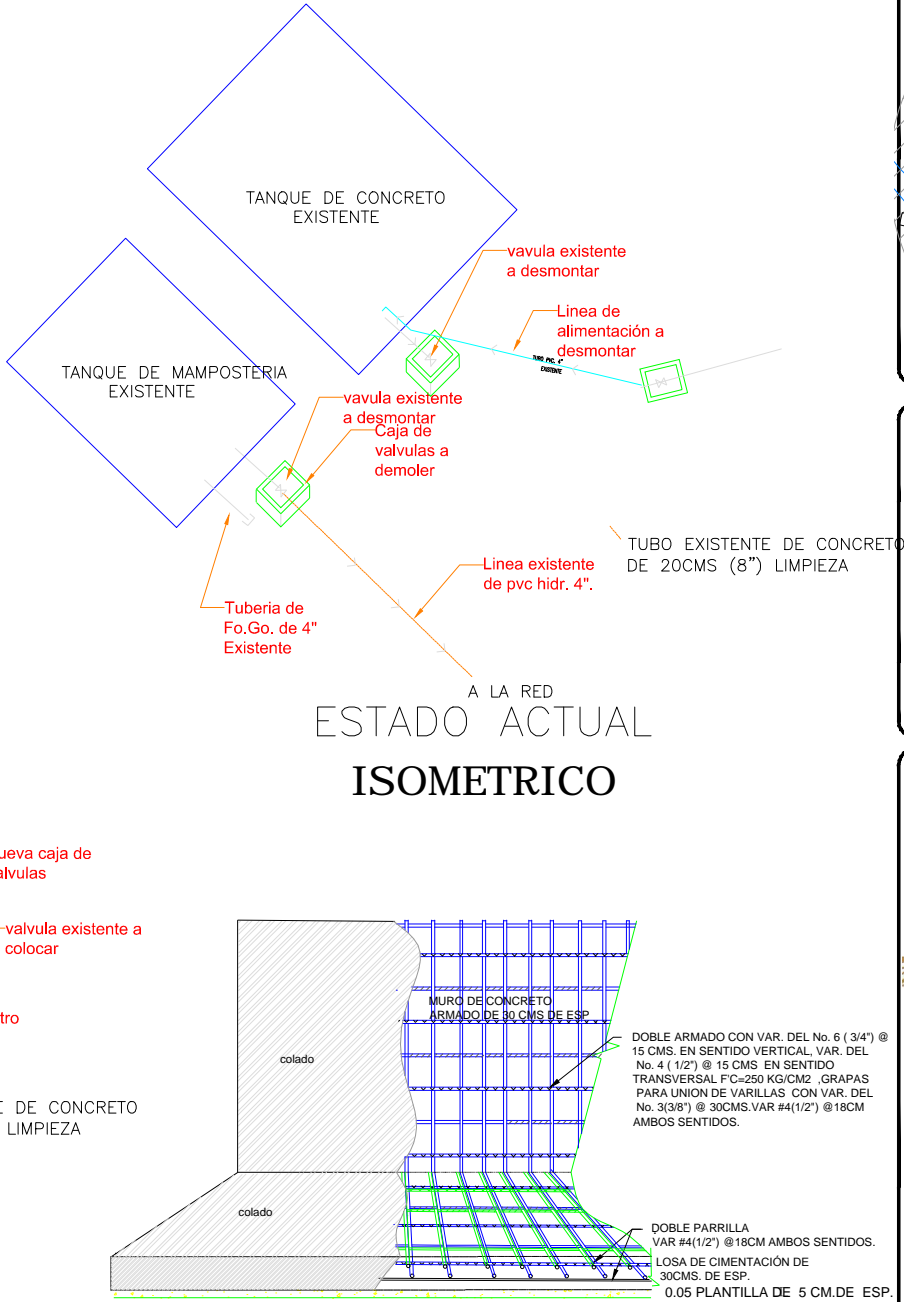 TANQUE DE CONCRETO
EXISTENTE
vavula existente
a desmontar
Linea de
alimentación a
desmontar
TUBO PVC. 4"
EXISTENTE
TANQUE DE MAMPOSTERIA
EXISTENTE
vavula existente
a desmontar
Caja de
valvulas a
demoler
TUBO EXISTENTE DE CONCRETO
DE 20CMS (8") LIMPIEZA
Linea existente
de pvc hidr. 4".
Tuberia de
Fo.Go. de 4"
Existente
A LA RED
ESTADO ACTUAL
ISOMETRICO
ueva caja de
alvulas
valvula existente a
colocar
tro
E DE CONCRETO
LIMPIEZA
MURO DE CONCRETO
ARMADO DE 30 CMS DE ESP
colado
DOBLE ARMADO CON VAR. DEL No. 6 ( 3/4") @
15 CMS. EN SENTIDO VERTICAL, VAR. DEL
No. 4 ( 1/2") @ 15 CMS EN SENTIDO
TRANSVERSAL F'C=250 KG/CM2 ,GRAPAS
PARA UNION DE VARILLAS CON VAR. DEL
No. 3(3/8") @ 30CMS.VAR #4(1/2") @18CM
AMBOS SENTIDOS.
colado
DOBLE PARRILLA
VAR #4(1/2") @18CM AMBOS SENTIDOS.
LOSA DE CIMENTACIÓN DE
30CMS. DE ESP.
0.05 PLANTILLA DE 5 CM.DE ESP.